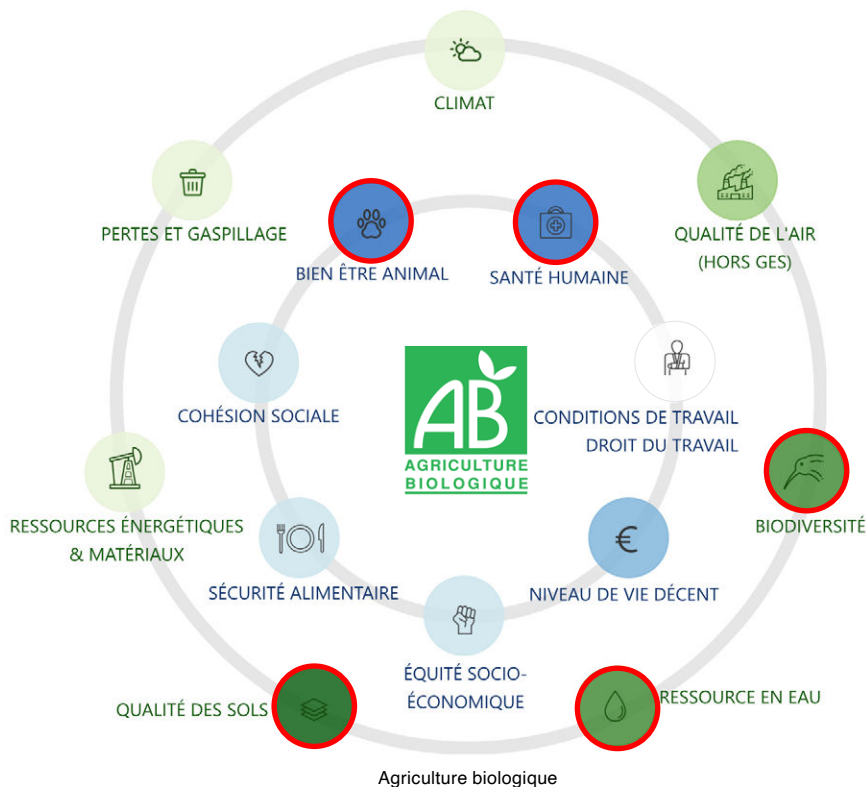 CLIMAT
PERTES ET GASPILLAGE
QUALITÉ DE L'AIR
(HORS GES)
BIEN ÊTRE ANIMAL
SANTÉ HUMAINE
COHÉSION SOCIALE
AB
AGRICULTURE
BIOLOGIQUE
CONDITIONS DE TRAVAIL
DROIT DU TRAVAIL
RESSOURCES ÉNERGÉTIQUES
& MATÉRIAUX
BIODIVERSITÉ
€
SÉCURITÉ ALIMENTAIRE
NIVEAU DE VIE DÉCENT
ÉQUITÉ SOCIO-
ÉCONOMIQUE
QUALITÉ DES SOLS
RESSOURCE EN EAU
Agriculture biologique